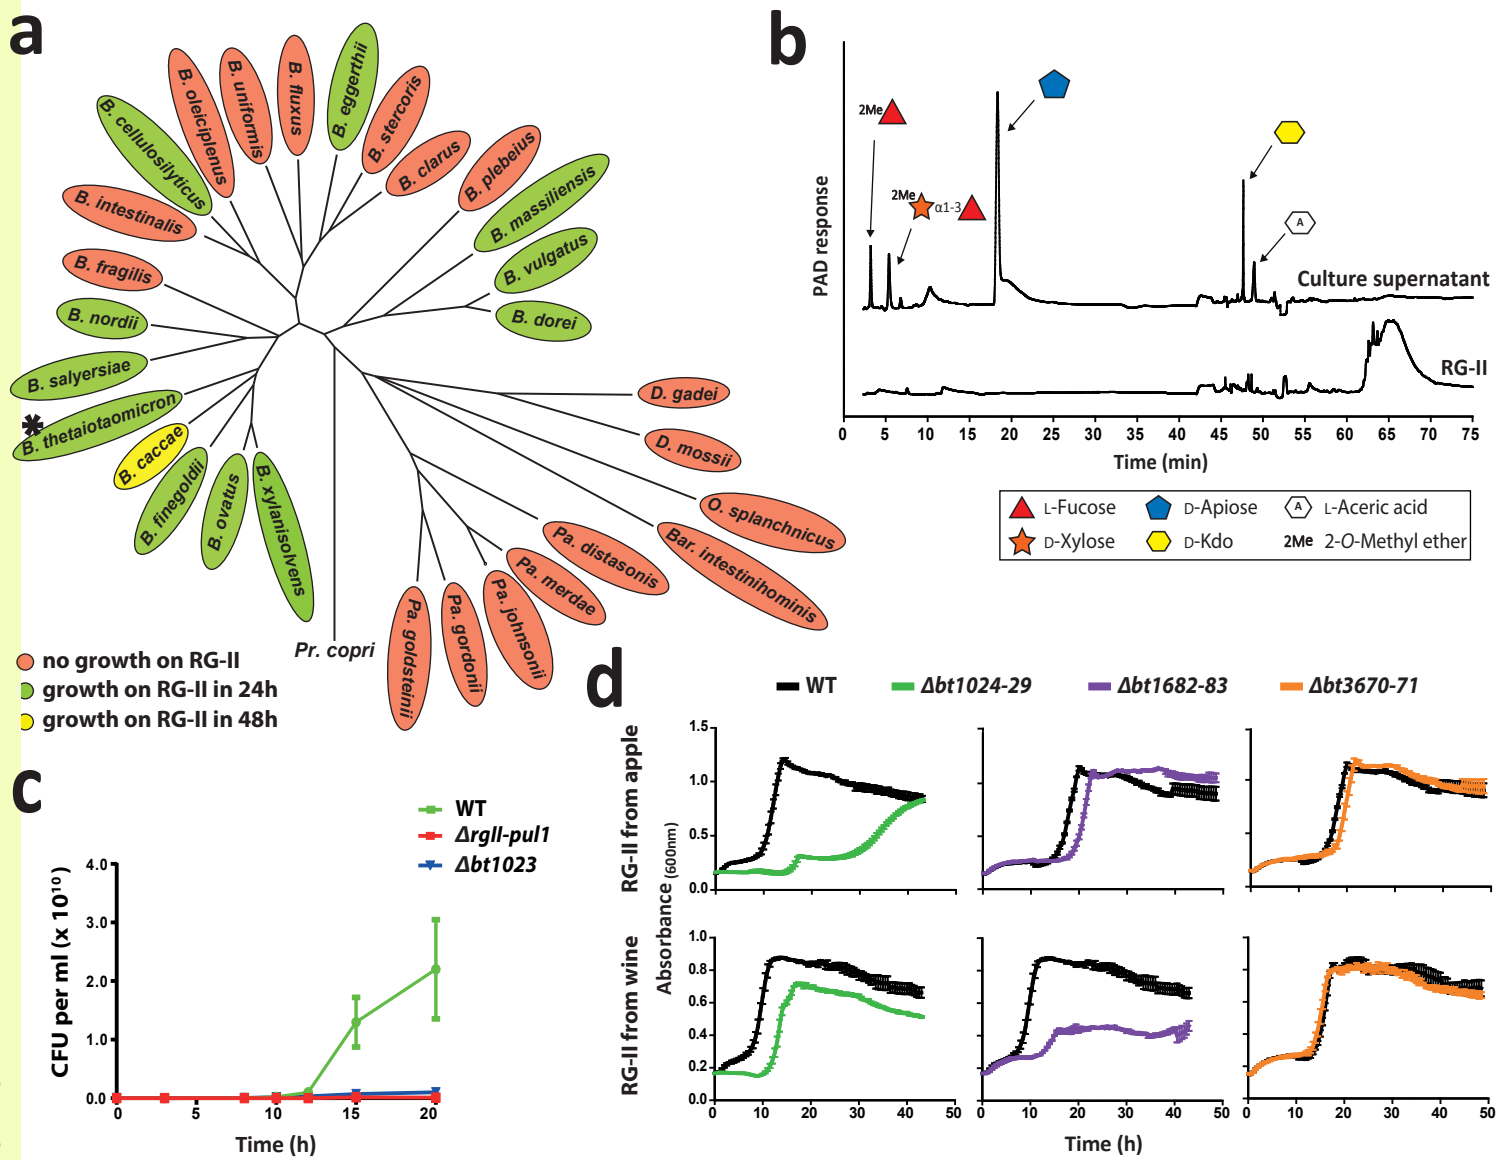 a
B. cellulosilyticus
B. oleiciplenus
B. uniformis
B. fluxus
B. eggerthii
B. stercoris
B. clarus
B. plebeius
B. massiliensis
B. vulgatus
B. dorei
B. intestinalis
B. fragilis
B. nordii
B. salyersiae
*
B. thetaiotaomicron
B. caccae
B. finegoldii
B. ovatus
B. xylanisolvens
Pr. copri
Pa. goldsteinii
Pa. gordonii
Pa. johnsonii
Pa. merdae
Pa. distasonis
Bar. intestinihominis
O. splanchnicus
D. mossii
D. gadei
no growth on RG-II
growth on RG-II in 24h
growth on RG-II in 48h
b
PAD response
2Me
2Me α1-3
A
Culture supernatant
RG-II
0 5 10 15 20 25 30 35 40 45 50 55 60 65 70 75
Time (min)
L-Fucose D-Apiose A L-Aceric acid
D-Xylose D-Kdo 2Me 2-O-Methyl ether
c
WT
ΔrgII-pul1
Δbt1023
CFU per ml (x 10¹⁰)
4.0
3.0
2.0
1.0
0.0
0 5 10 15 20
Time (h)
d
WT Δbt1024-29 Δbt1682-83 Δbt3670-71
RG-II from apple
RG-II from wine
Absorbance (600nm)
1.5
1.0
0.5
0.0
1.0
0.8
0.6
0.4
0.2
0.0
0 10 20 30 40 50 0 10 20 30 40 50 0 10 20 30 40 50
Time (h)